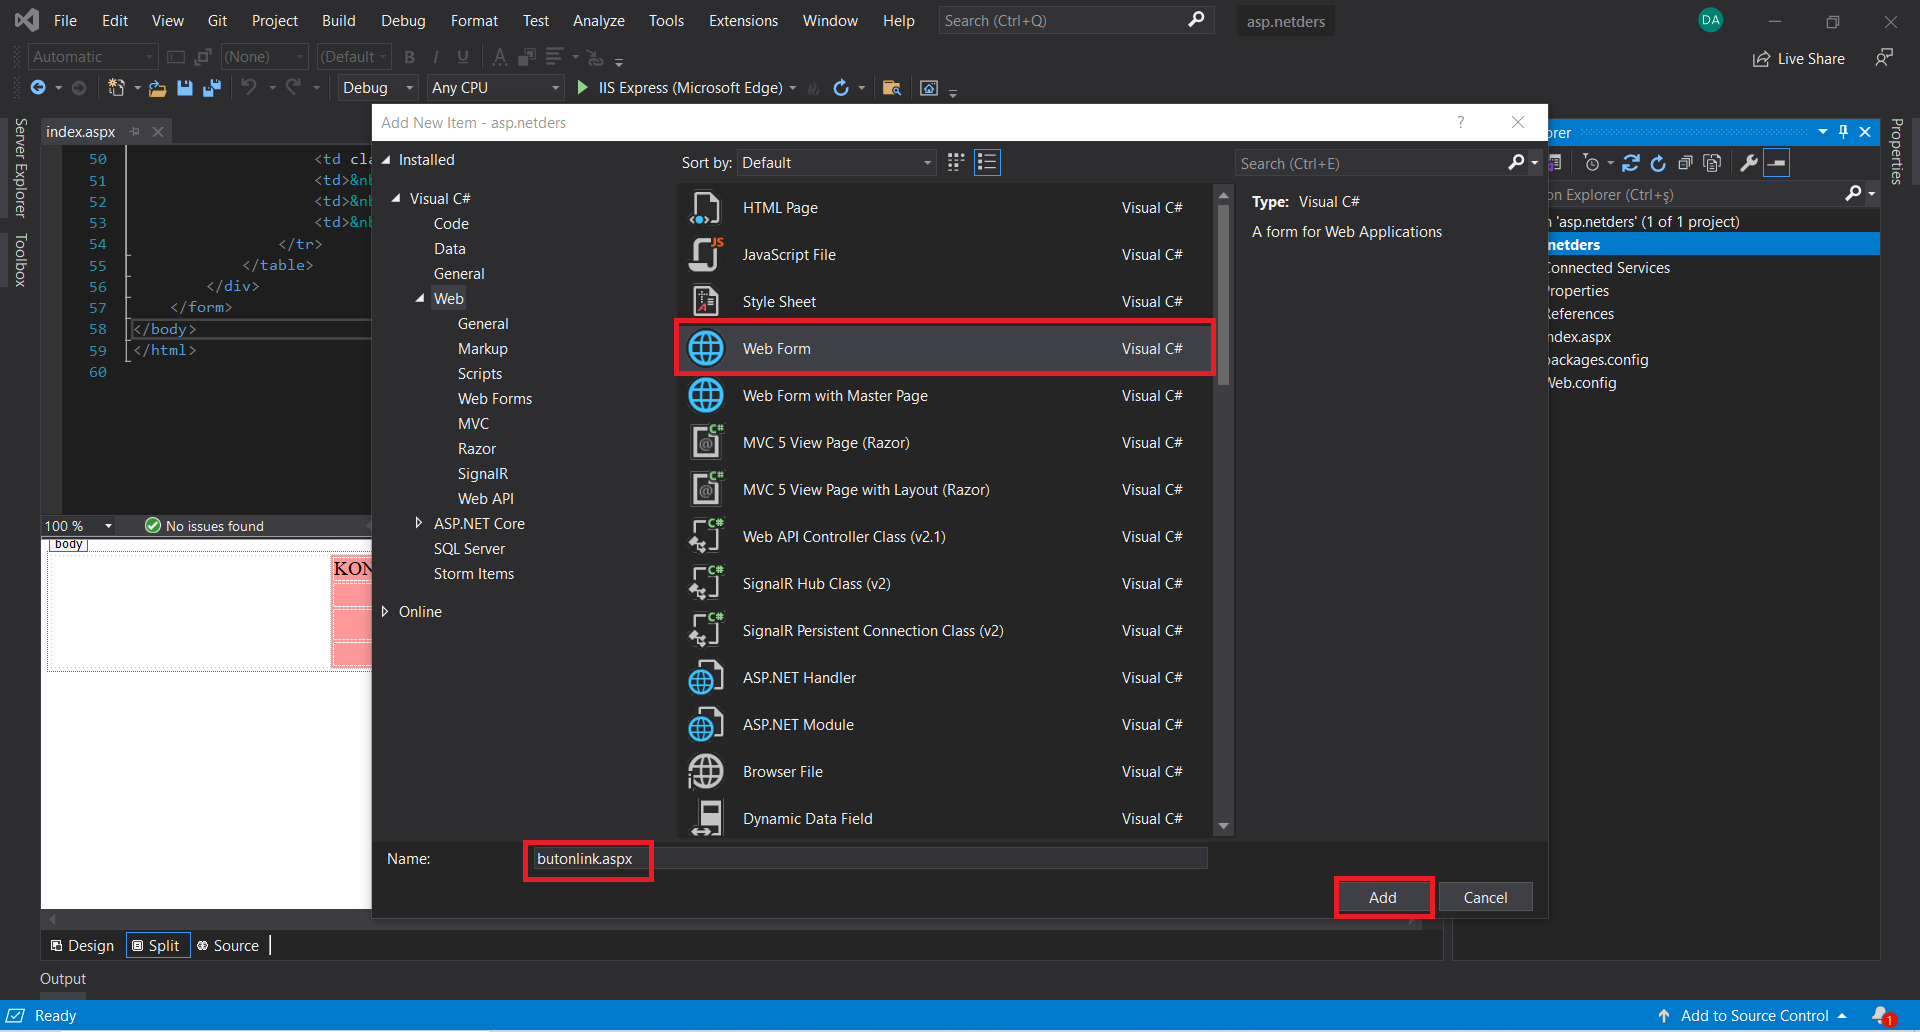 File Edit View Git Project Build Debug Format Test Analyze Tools Extensions Window Help Search (Ctrl+Q) asp.netders DA
Automatic (None) (Default B I U A Live Share
Debug Any CPU IIS Express (Microsoft Edge)
Server Explorer
Toolbox
Properties
index.aspx
50 <td cla
51 <td>&nb
52 <td>&nb
53 <td>&nb
54 </tr>
55 </table>
56 </div>
57 </form>
58 </body>
59 </html>
60
100 % No issues found
body
KON
Design Split Source
Output
Ready
Add to Source Control 1
Add New Item - asp.netders ?
Installed
Visual C#
Code
Data
General
Web
General
Markup
Scripts
Web Forms
MVC
Razor
SignalR
Web API
ASP.NET Core
SQL Server
Storm Items
Online
Sort by: Default
HTML Page Visual C#
JavaScript File Visual C#
Style Sheet Visual C#
Web Form Visual C#
Web Form with Master Page Visual C#
MVC 5 View Page (Razor) Visual C#
MVC 5 View Page with Layout (Razor) Visual C#
Web API Controller Class (v2.1) Visual C#
SignalR Hub Class (v2) Visual C#
SignalR Persistent Connection Class (v2) Visual C#
ASP.NET Handler Visual C#
ASP.NET Module Visual C#
Browser File Visual C#
Dynamic Data Field Visual C#
Search (Ctrl+E)
Type: Visual C#
A form for Web Applications
Name: butonlink.aspx
Add Cancel
orer
on Explorer (Ctrl+ş)
'asp.netders' (1 of 1 project)
netders
onnected Services
roperties
References
ndex.aspx
packages.config
Web.config